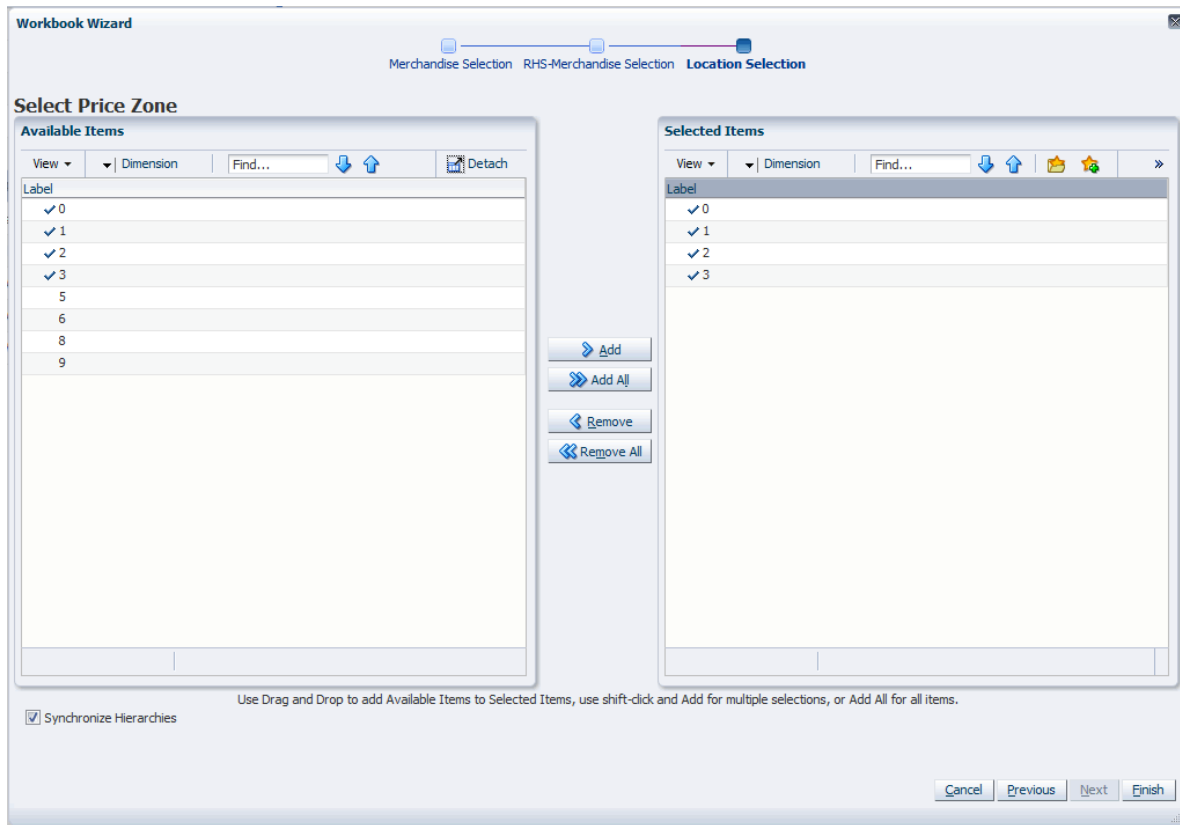 Workbook Wizard
Merchandise Selection RHS-Merchandise Selection Location Selection
Select Price Zone
Available Items
View Dimension Find... Detach
Label
0
1
2
3
5
6
8
9
Add
Add All
Remove
Remove All
Selected Items
View Dimension Find... »
Label
0
1
2
3
Use Drag and Drop to add Available Items to Selected Items, use shift-click and Add for multiple selections, or Add All for all items.
Synchronize Hierarchies
Cancel Previous Next Finish